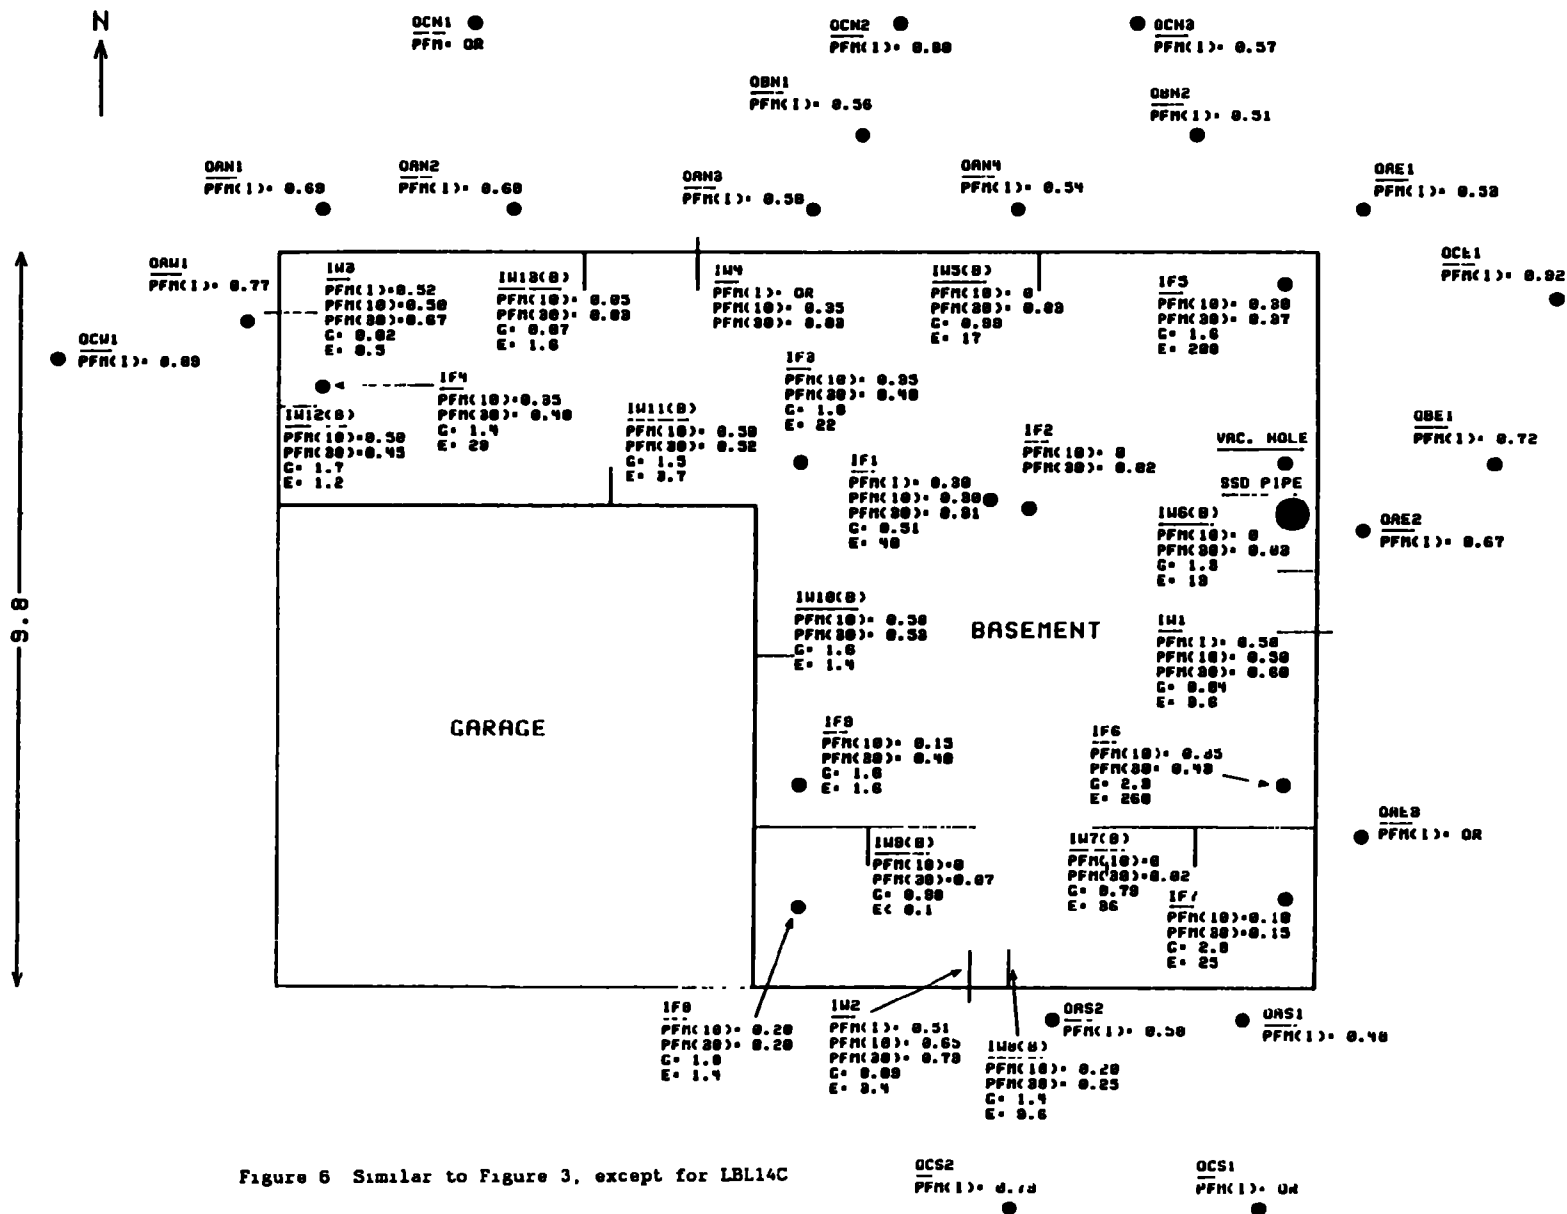 N
OCN1
PFM= OR
OCN2
PFM(1)= 0.80
OCN3
PFM(1)= 0.57
OBN1
PFM(1)= 0.56
OBN2
PFM(1)= 0.51
OAN1
PFM(1)= 0.69
OAN2
PFM(1)= 0.60
OAN3
PFM(1)= 0.50
OAN4
PFM(1)= 0.54
OAE1
PFM(1)= 0.53
OAW1
PFM(1)= 0.77
OCE1
PFM(1)= 0.92
OCW1
PFM(1)= 0.89
IW3
PFM(1)=0.52
PFM(10)=0.50
PFM(30)=0.67
G= 0.02
E= 0.5
IW13(B)
PFM(10)= 0.05
PFM(30)= 0.03
G= 0.07
E= 1.6
IW4
PFM(1)= OR
PFM(10)= 0.35
PFM(30)= 0.03
IW5(B)
PFM(10)= 0
PFM(30)= 0.03
G= 0.99
E= 17
IF5
PFM(10)= 0.30
PFM(30)= 0.37
G= 1.6
E= 200
IF4
PFM(10)=0.35
PFM(30)= 0.40
G= 1.4
E= 20
IF3
PFM(10)= 0.35
PFM(30)= 0.40
G= 1.0
E= 22
IW12(B)
PFM(10)=0.50
PFM(30)=0.45
G= 1.7
E= 1.2
IW11(B)
PFM(10)= 0.50
PFM(30)= 0.52
G= 1.5
E= 3.7
IF1
PFM(1)= 0.30
PFM(10)= 0.30
PFM(30)= 0.31
G= 0.51
E= 40
IF2
PFM(10)= 0
PFM(30)= 0.02
VAC. HOLE
SSD PIPE
OBE1
PFM(1)= 0.72
OAE2
PFM(1)= 0.67
IW6(B)
PFM(10)= 0
PFM(30)= 0.03
G= 1.3
E= 13
IW10(B)
PFM(10)= 0.50
PFM(30)= 0.53
G= 1.6
E= 1.4
BASEMENT
IW1
PFM(1)= 0.50
PFM(10)= 0.50
PFM(30)= 0.60
G= 0.04
E= 3.6
9.8
GARAGE
IF8
PFM(10)= 0.15
PFM(30)= 0.40
G= 1.6
E= 1.6
IF6
PFM(10)= 0.35
PFM(30)= 0.43
G= 2.3
E= 260
OAE3
PFM(1)= OR
IW9(B)
PFM(10)=0
PFM(30)=0.07
G= 0.90
E< 0.1
IW7(B)
PFM(10)=0
PFM(30)=0.02
G= 0.79
E= 36
IF7
PFM(10)=0.10
PFM(30)=0.15
G= 2.0
E= 25
IF9
PFM(10)= 0.20
PFM(30)= 0.20
G= 1.0
E= 1.4
IW2
PFM(1)= 0.51
PFM(10)= 0.65
PFM(30)= 0.73
G= 0.09
E= 3.4
IW8(B)
PFM(10)= 0.20
PFM(30)= 0.25
G= 1.4
E= 3.6
OAS2
PFM(1)= 0.50
OAS1
PFM(1)= 0.40
OCS2
PFM(1)= 0.73
OCS1
PFM(1)= OR
Figure 6 Similar to Figure 3, except for LBL14C